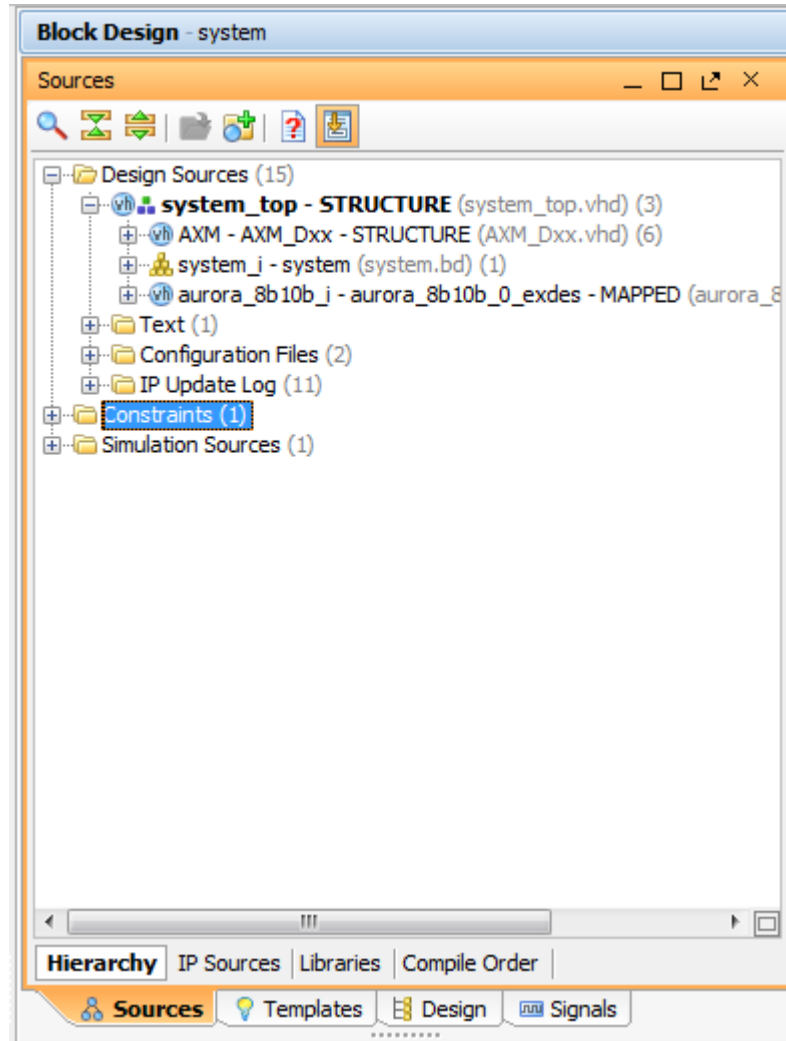 Block Design - system
Sources
Design Sources (15)
system_top - STRUCTURE (system_top.vhd) (3)
AXM - AXM_Dxx - STRUCTURE (AXM_Dxx.vhd) (6)
system_i - system (system.bd) (1)
aurora_8b10b_i - aurora_8b10b_0_exdes - MAPPED (aurora_8
Text (1)
Configuration Files (2)
IP Update Log (11)
Constraints (1)
Simulation Sources (1)
Hierarchy IP Sources Libraries Compile Order
Sources Templates Design Signals